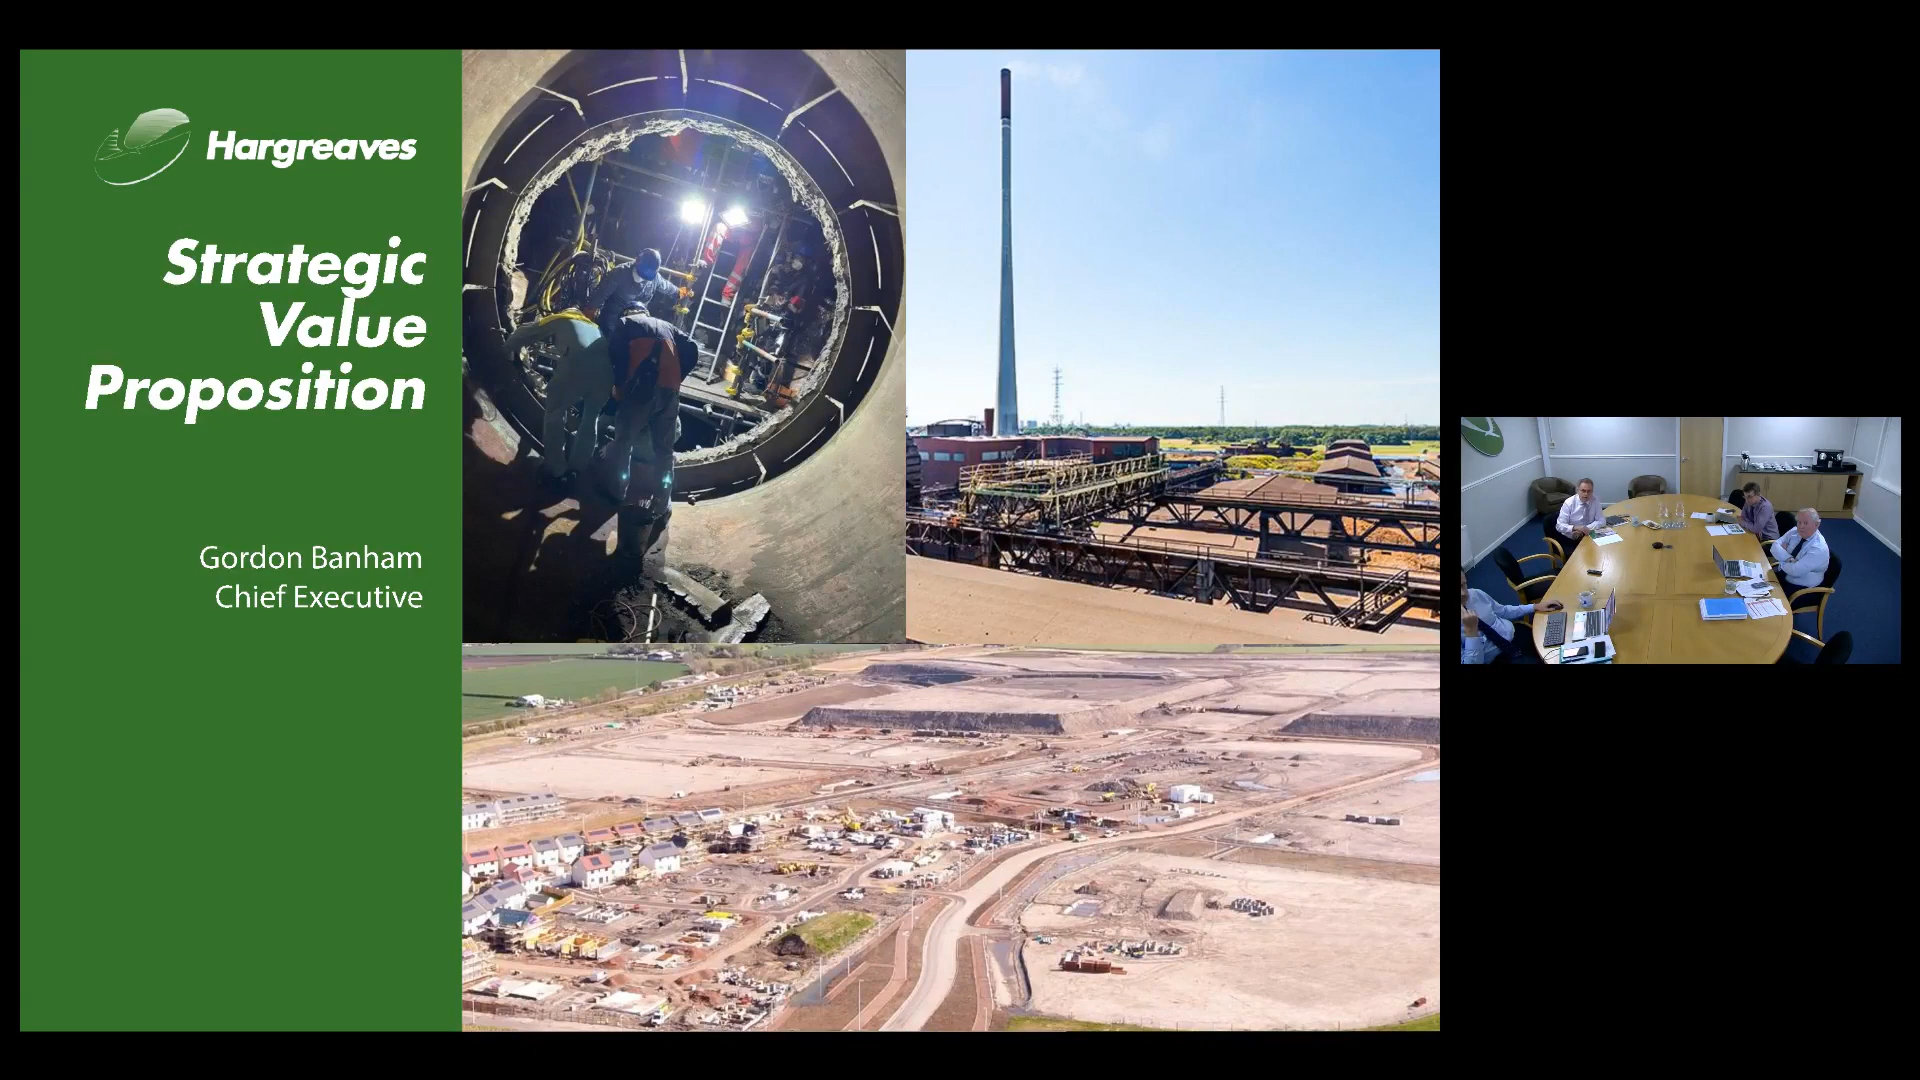 Hargreaves
Strategic
Value
Proposition
Gordon Banham
Chief Executive